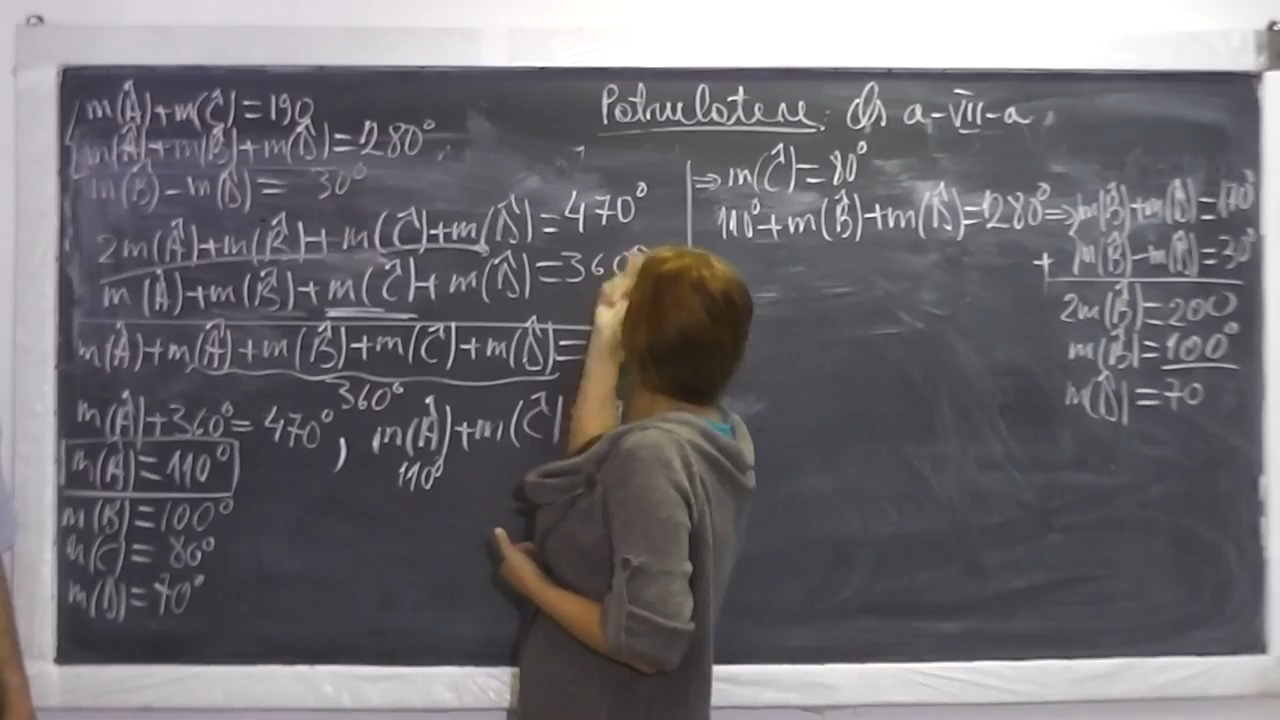 Patrulatere. Cls a-VII-a
m(Â)+m(Ĉ)=190
m(Â)+m(B̂)+m(D̂)=280°
m(B̂)-m(D̂)= 30°
2m(Â)+m(B̂)+m(Ĉ)+m(D̂)=470°
m(Â)+m(B̂)+m(Ĉ)+m(D̂)=360°
m(Â)+m(Â)+m(B̂)+m(Ĉ)+m(D̂)=
360°
m(Â)+360°=470°, m(Â)+m(Ĉ)
110°
m(Â)=110°
m(B)=100°
m(C)=80°
m(D)=70°
⇒m(Ĉ)=80°
110°+m(B̂)+m(D̂)=280°⇒m(B̂)+m(D̂)=170°
+ m(B̂)-m(D̂)=30°
2m(B̂)=200
m(B̂)=100°
m(D̂)=70